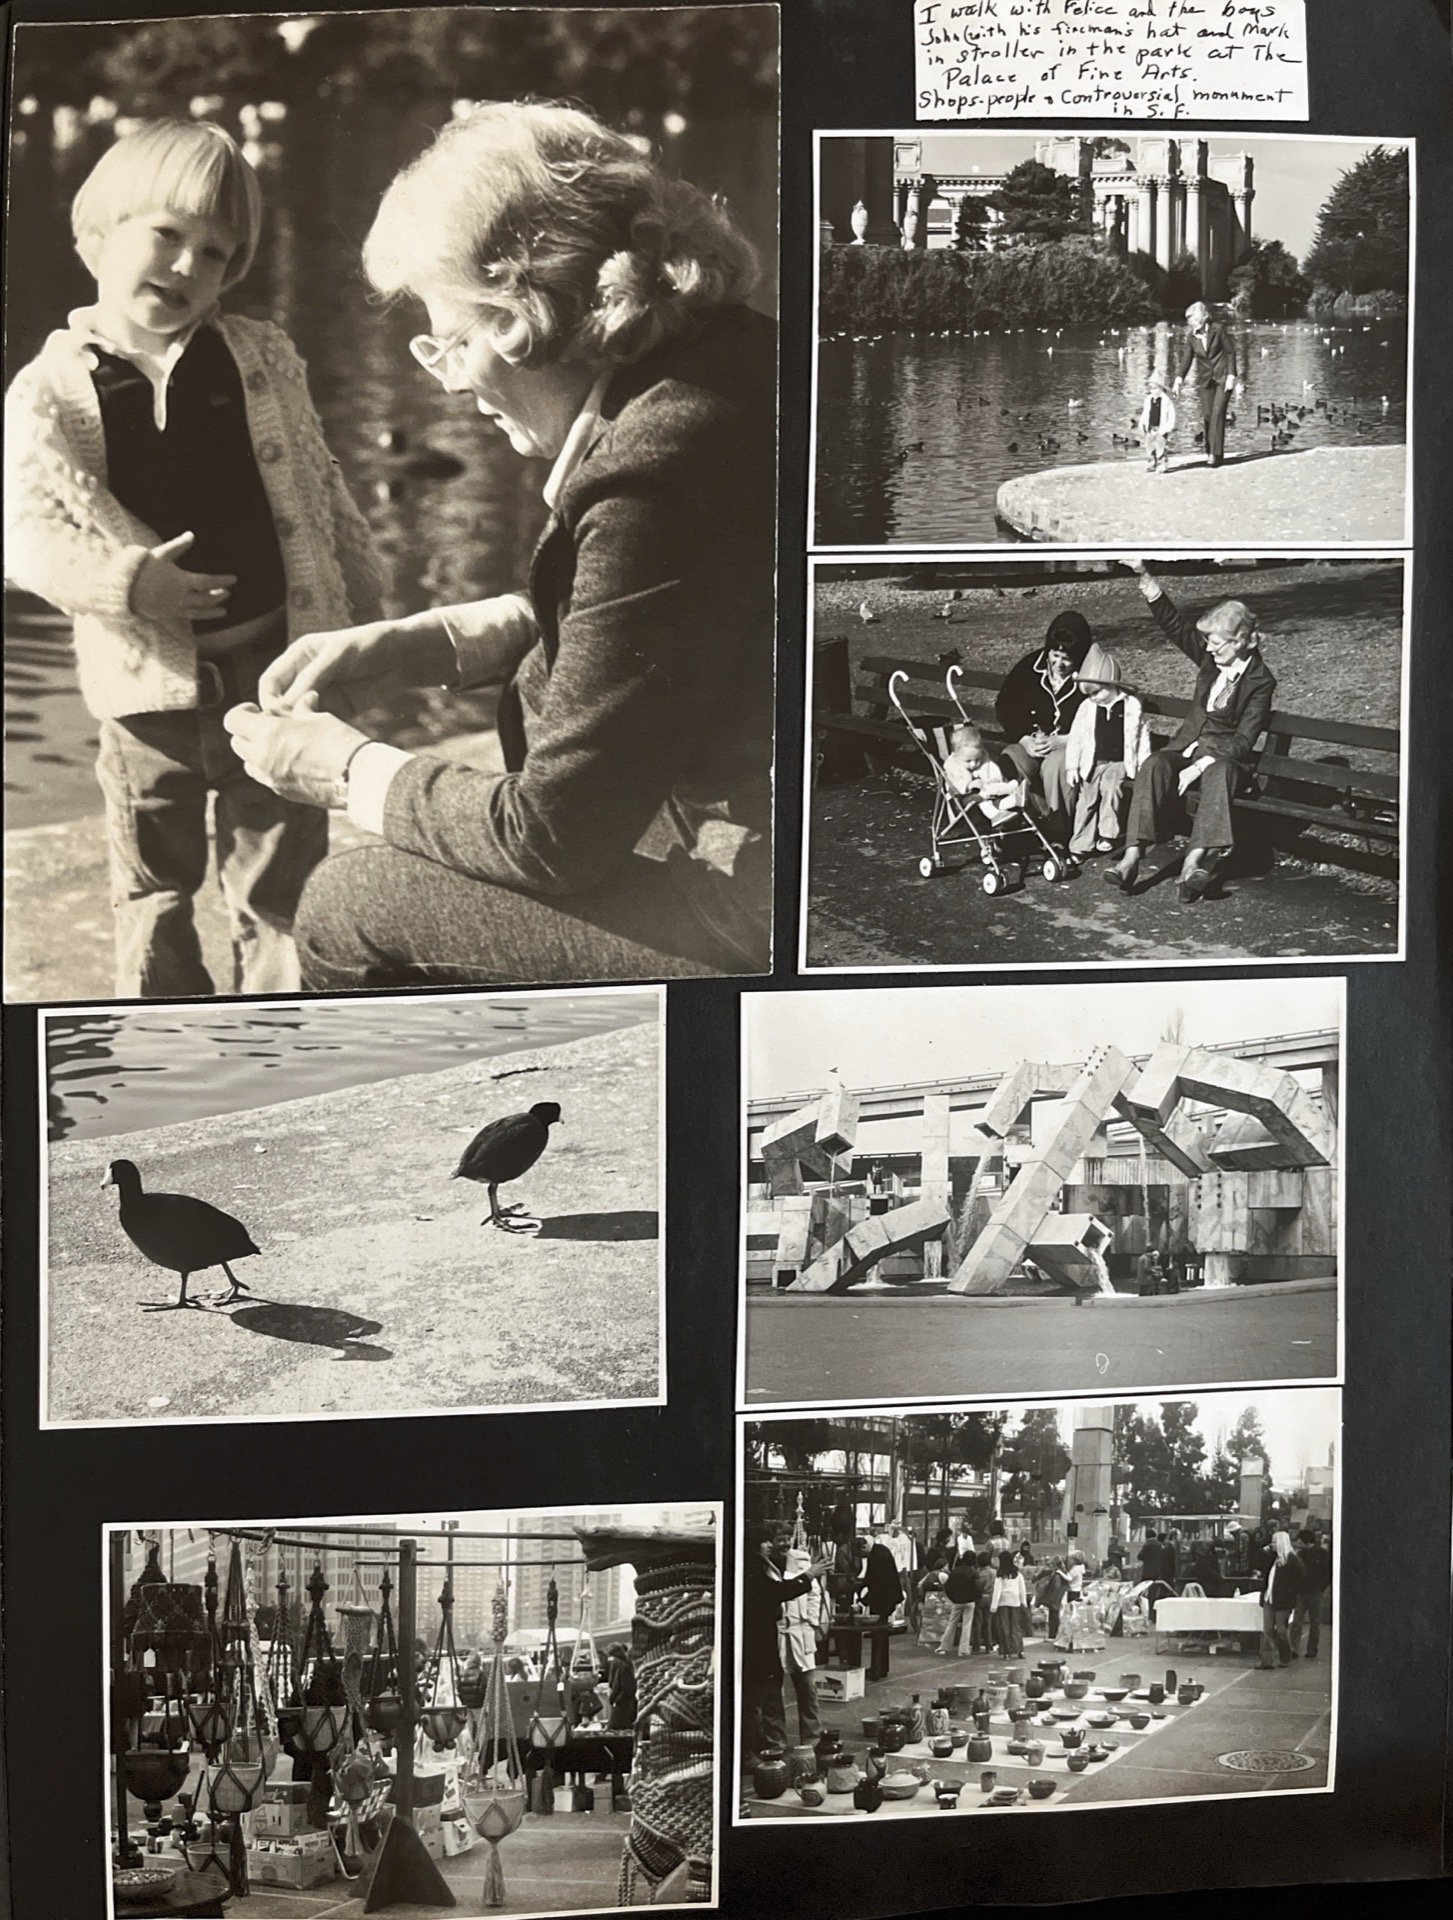 I walk with Felice and the boys
John (with his fireman's hat and Mark
in stroller in the park at The
Palace of Fine Arts.
Shops-people & Controversial monument
in S. F.
APPLES